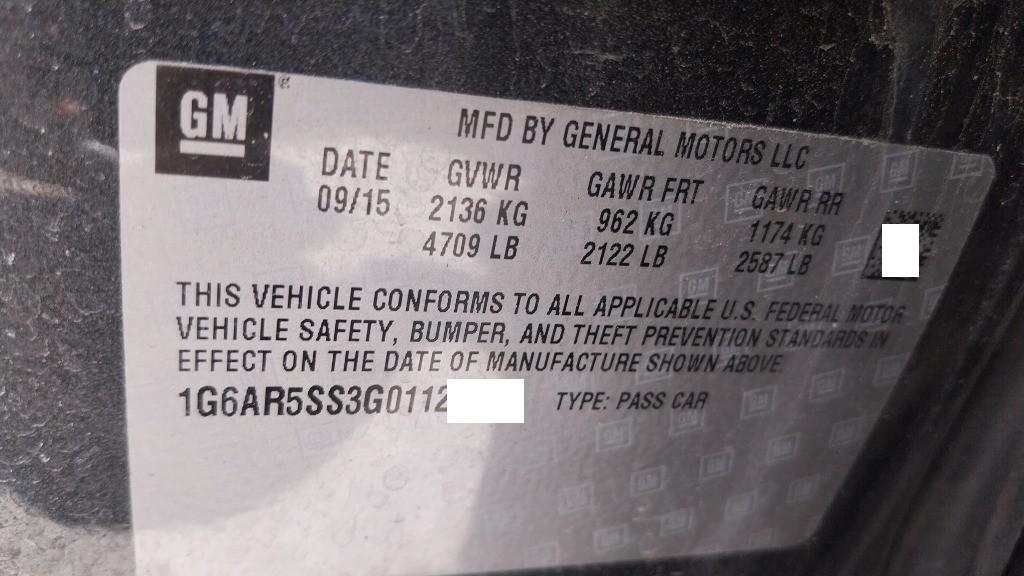 GM ®
MFD BY GENERAL MOTORS LLC
DATE GVWR GAWR FRT GAWR RR
09/15 2136 KG 962 KG 1174 KG
4709 LB 2122 LB 2587 LB
THIS VEHICLE CONFORMS TO ALL APPLICABLE U.S. FEDERAL MOTOR
VEHICLE SAFETY, BUMPER, AND THEFT PREVENTION STANDARDS IN
EFFECT ON THE DATE OF MANUFACTURE SHOWN ABOVE.
1G6AR5SS3G0112 TYPE: PASS CAR